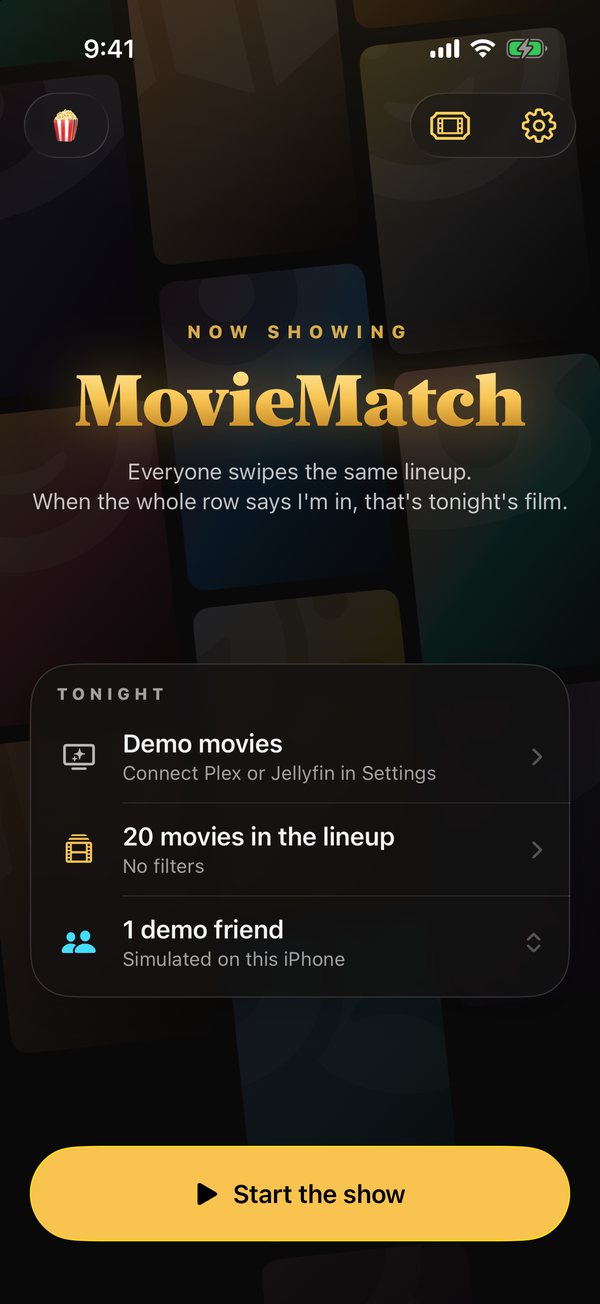 9:41
NOW SHOWING
MovieMatch
Everyone swipes the same lineup.
When the whole row says I'm in, that's tonight's film.
TONIGHT
Demo movies
Connect Plex or Jellyfin in Settings
20 movies in the lineup
No filters
1 demo friend
Simulated on this iPhone
Start the show